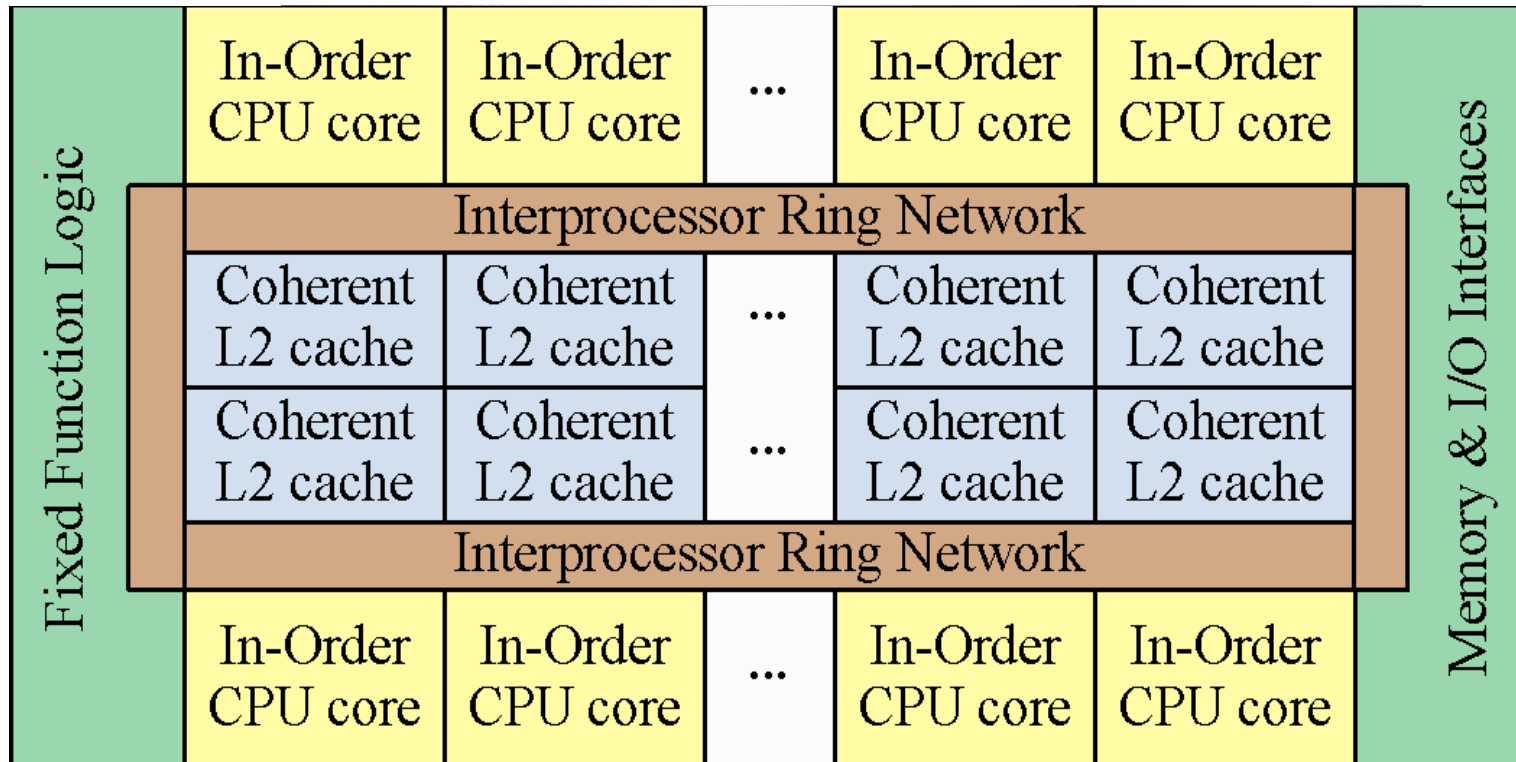 Fixed Function Logic
In-Order
CPU core
In-Order
CPU core
...
In-Order
CPU core
In-Order
CPU core
Interprocessor Ring Network
Coherent
L2 cache
Coherent
L2 cache
...
Coherent
L2 cache
Coherent
L2 cache
Coherent
L2 cache
Coherent
L2 cache
...
Coherent
L2 cache
Coherent
L2 cache
Interprocessor Ring Network
In-Order
CPU core
In-Order
CPU core
...
In-Order
CPU core
In-Order
CPU core
Memory & I/O Interfaces